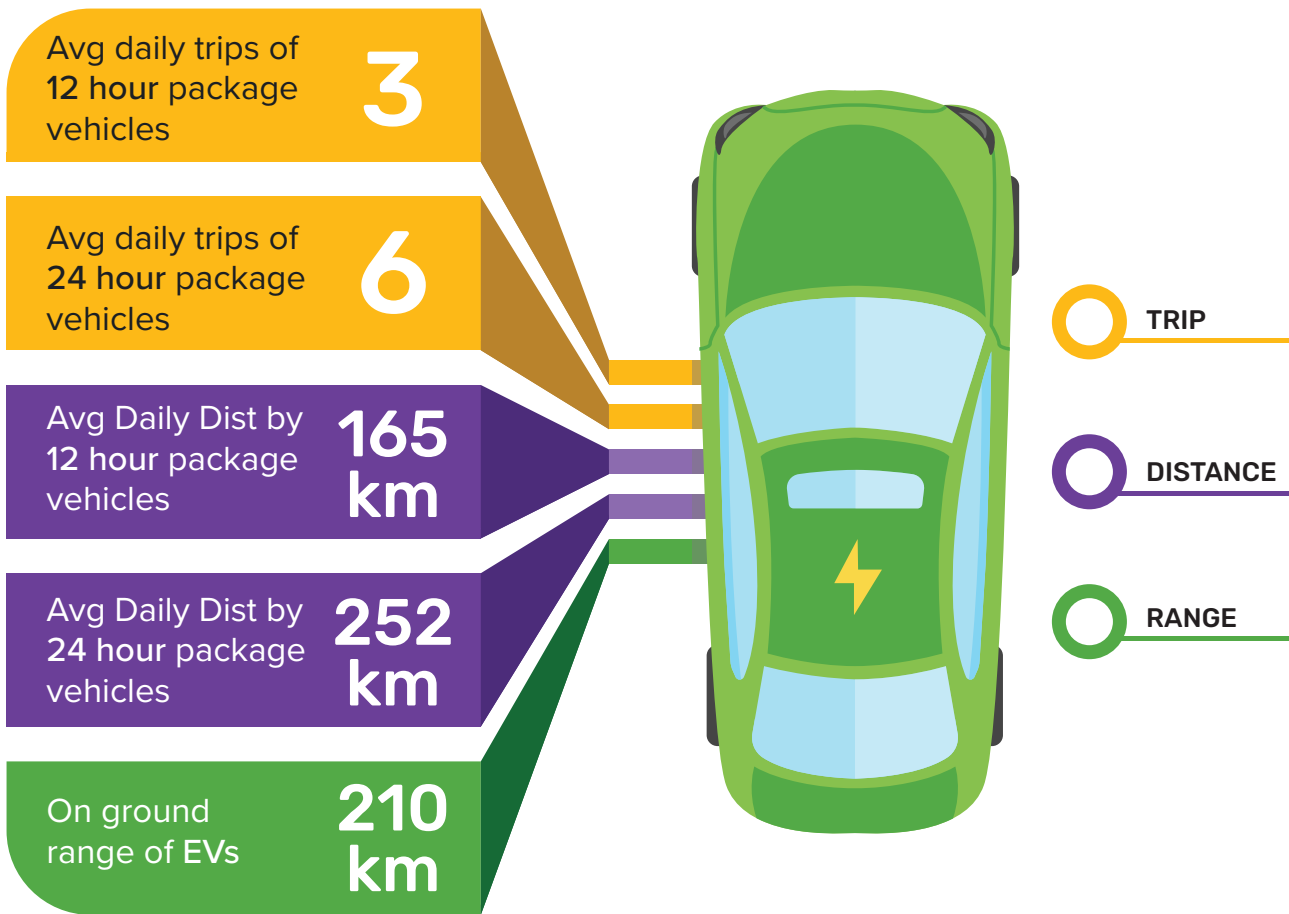 Avg daily trips of
12 hour package
vehicles
3
Avg daily trips of
24 hour package
vehicles
6
Avg Daily Dist by
12 hour package
vehicles
165
km
Avg Daily Dist by
24 hour package
vehicles
252
km
On ground
range of EVs
210
km
TRIP
DISTANCE
RANGE